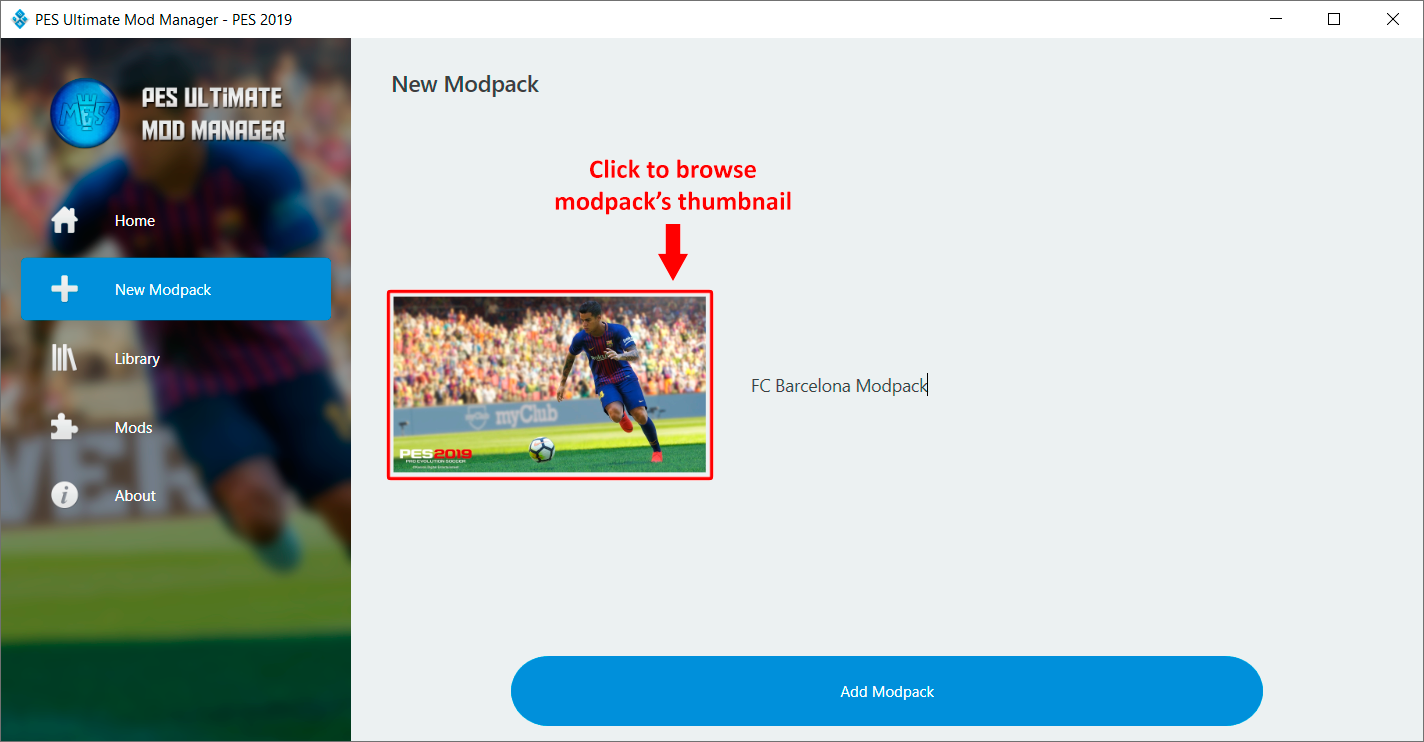 PES Ultimate Mod Manager - PES 2019
PES ULTiMATE
MOD MANAGER
MES
Home
New Modpack
Library
Mods
About
New Modpack
Click to browse
modpack’s thumbnail
myClub
PES2019
PRO EVOLUTION SOCCER
FC Barcelona Modpack
Add Modpack